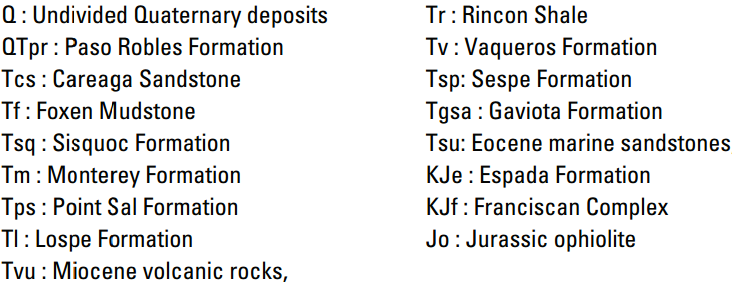 Q : Undivided Quaternary deposits
QTpr : Paso Robles Formation
Tcs : Careaga Sandstone
Tf : Foxen Mudstone
Tsq : Sisquoc Formation
Tm : Monterey Formation
Tps : Point Sal Formation
Tl : Lospe Formation
Tvu : Miocene volcanic rocks,
Tr : Rincon Shale
Tv : Vaqueros Formation
Tsp: Sespe Formation
Tgsa : Gaviota Formation
Tsu: Eocene marine sandstones
KJe : Espada Formation
KJf : Franciscan Complex
Jo : Jurassic ophiolite